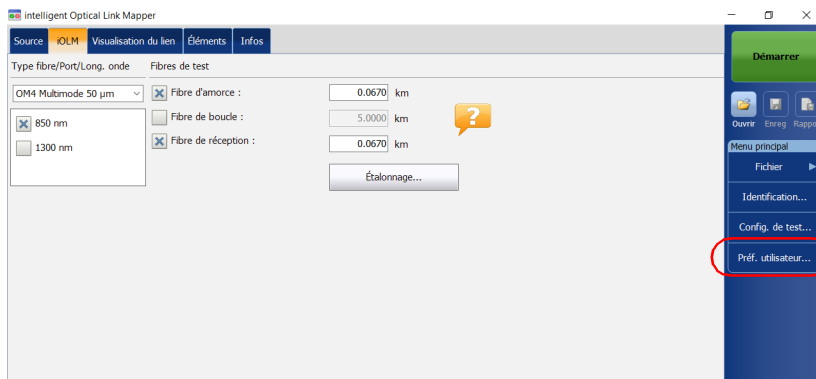 intelligent Optical Link Mapper
Source iOLM Visualisation du lien Éléments Infos
Démarrer
Type fibre/Port/Long. onde Fibres de test
OM4 Multimode 50 µm
Fibre d'amorce : 0.0670 km
850 nm
Fibre de boucle : 5.0000 km
1300 nm
Fibre de réception : 0.0670 km
?
Étalonnage...
Ouvrir Enreg Rappo
Menu principal
Fichier
Identification...
Config. de test...
Préf. utilisateur...